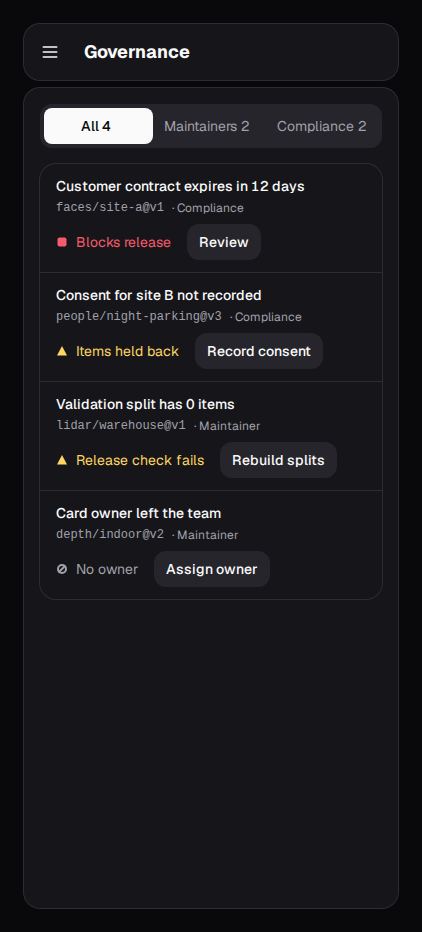 Governance
All 4 Maintainers 2 Compliance 2
Customer contract expires in 12 days
faces/site-a@v1 · Compliance
Blocks release Review
Consent for site B not recorded
people/night-parking@v3 · Compliance
Items held back Record consent
Validation split has 0 items
lidar/warehouse@v1 · Maintainer
Release check fails Rebuild splits
Card owner left the team
depth/indoor@v2 · Maintainer
No owner Assign owner